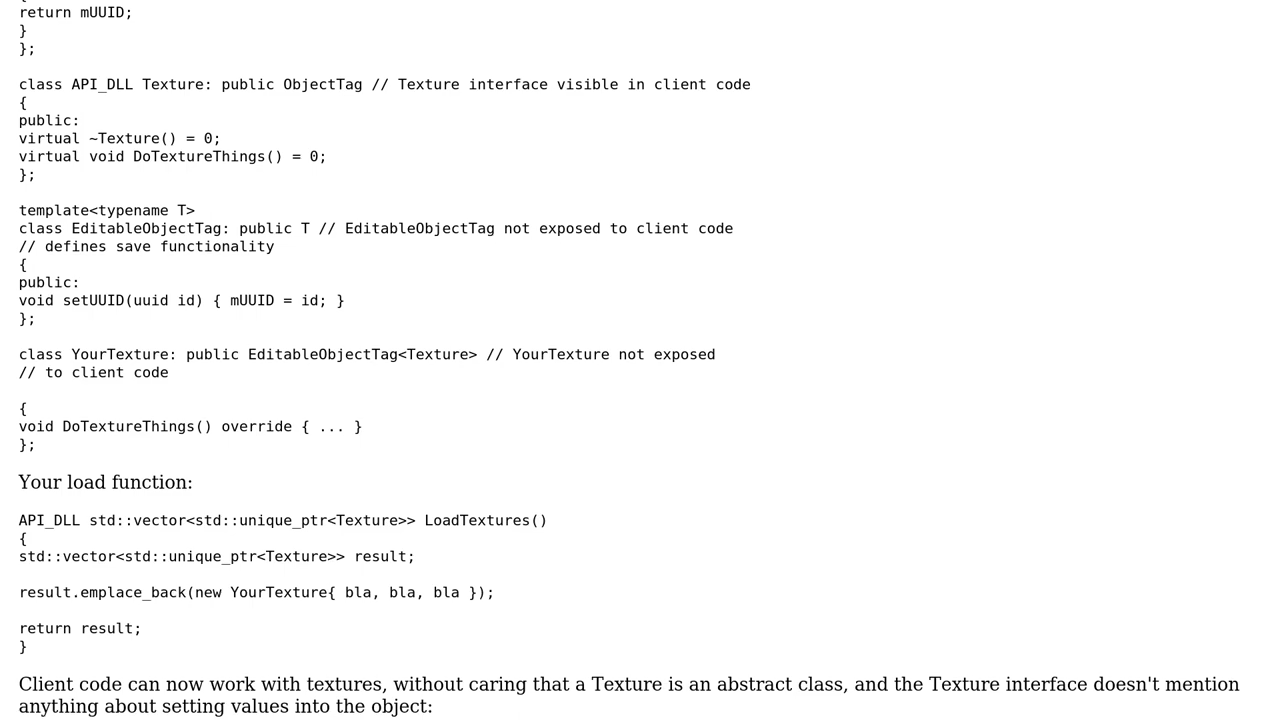 return mUUID;
}
};
class API_DLL Texture: public ObjectTag // Texture interface visible in client code
{
public:
virtual ~Texture() = 0;
virtual void DoTextureThings() = 0;
};
template<typename T>
class EditableObjectTag: public T // EditableObjectTag not exposed to client code
// defines save functionality
{
public:
void setUUID(uuid id) { mUUID = id; }
};
class YourTexture: public EditableObjectTag<Texture> // YourTexture not exposed
// to client code
{
void DoTextureThings() override { ... }
};
Your load function:
API_DLL std::vector<std::unique_ptr<Texture>> LoadTextures()
{
std::vector<std::unique_ptr<Texture>> result;
result.emplace_back(new YourTexture{ bla, bla, bla });
return result;
}
Client code can now work with textures, without caring that a Texture is an abstract class, and the Texture interface doesn't mention
anything about setting values into the object: